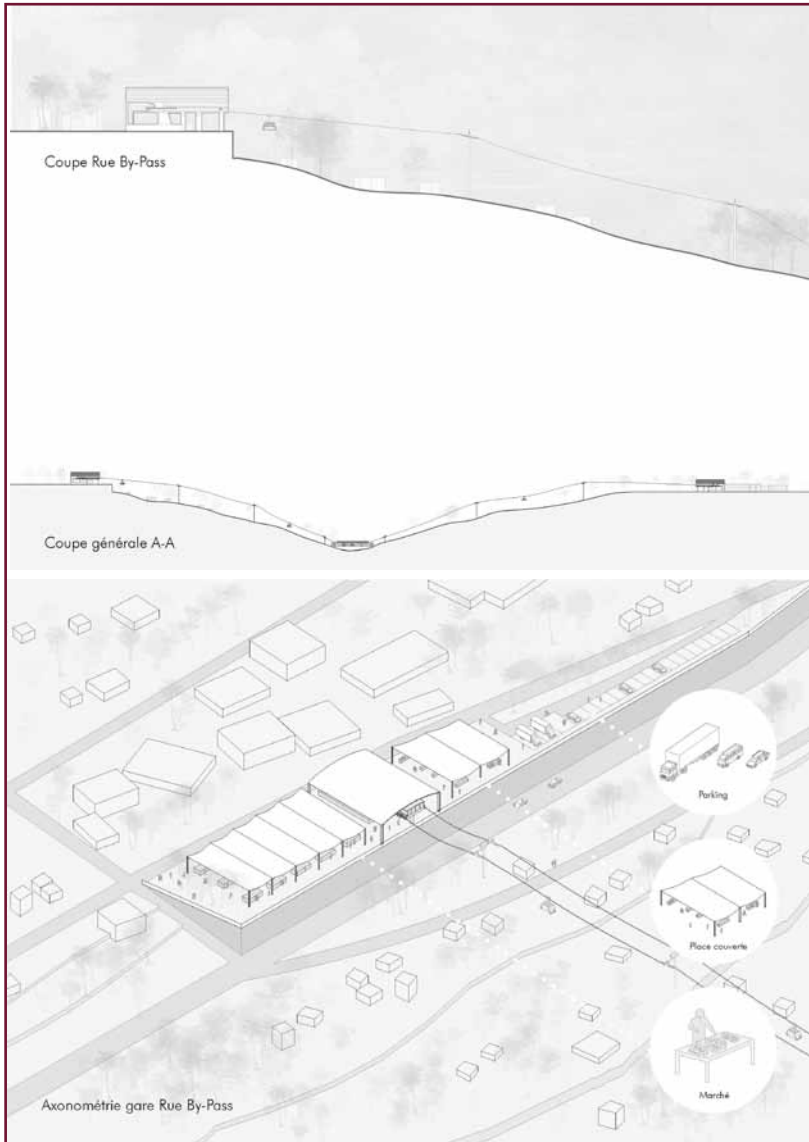 Coupe Rue By-Pass
Coupe générale A-A
Parking
Place couverte
Marché
Axonométrie gare Rue By-Pass